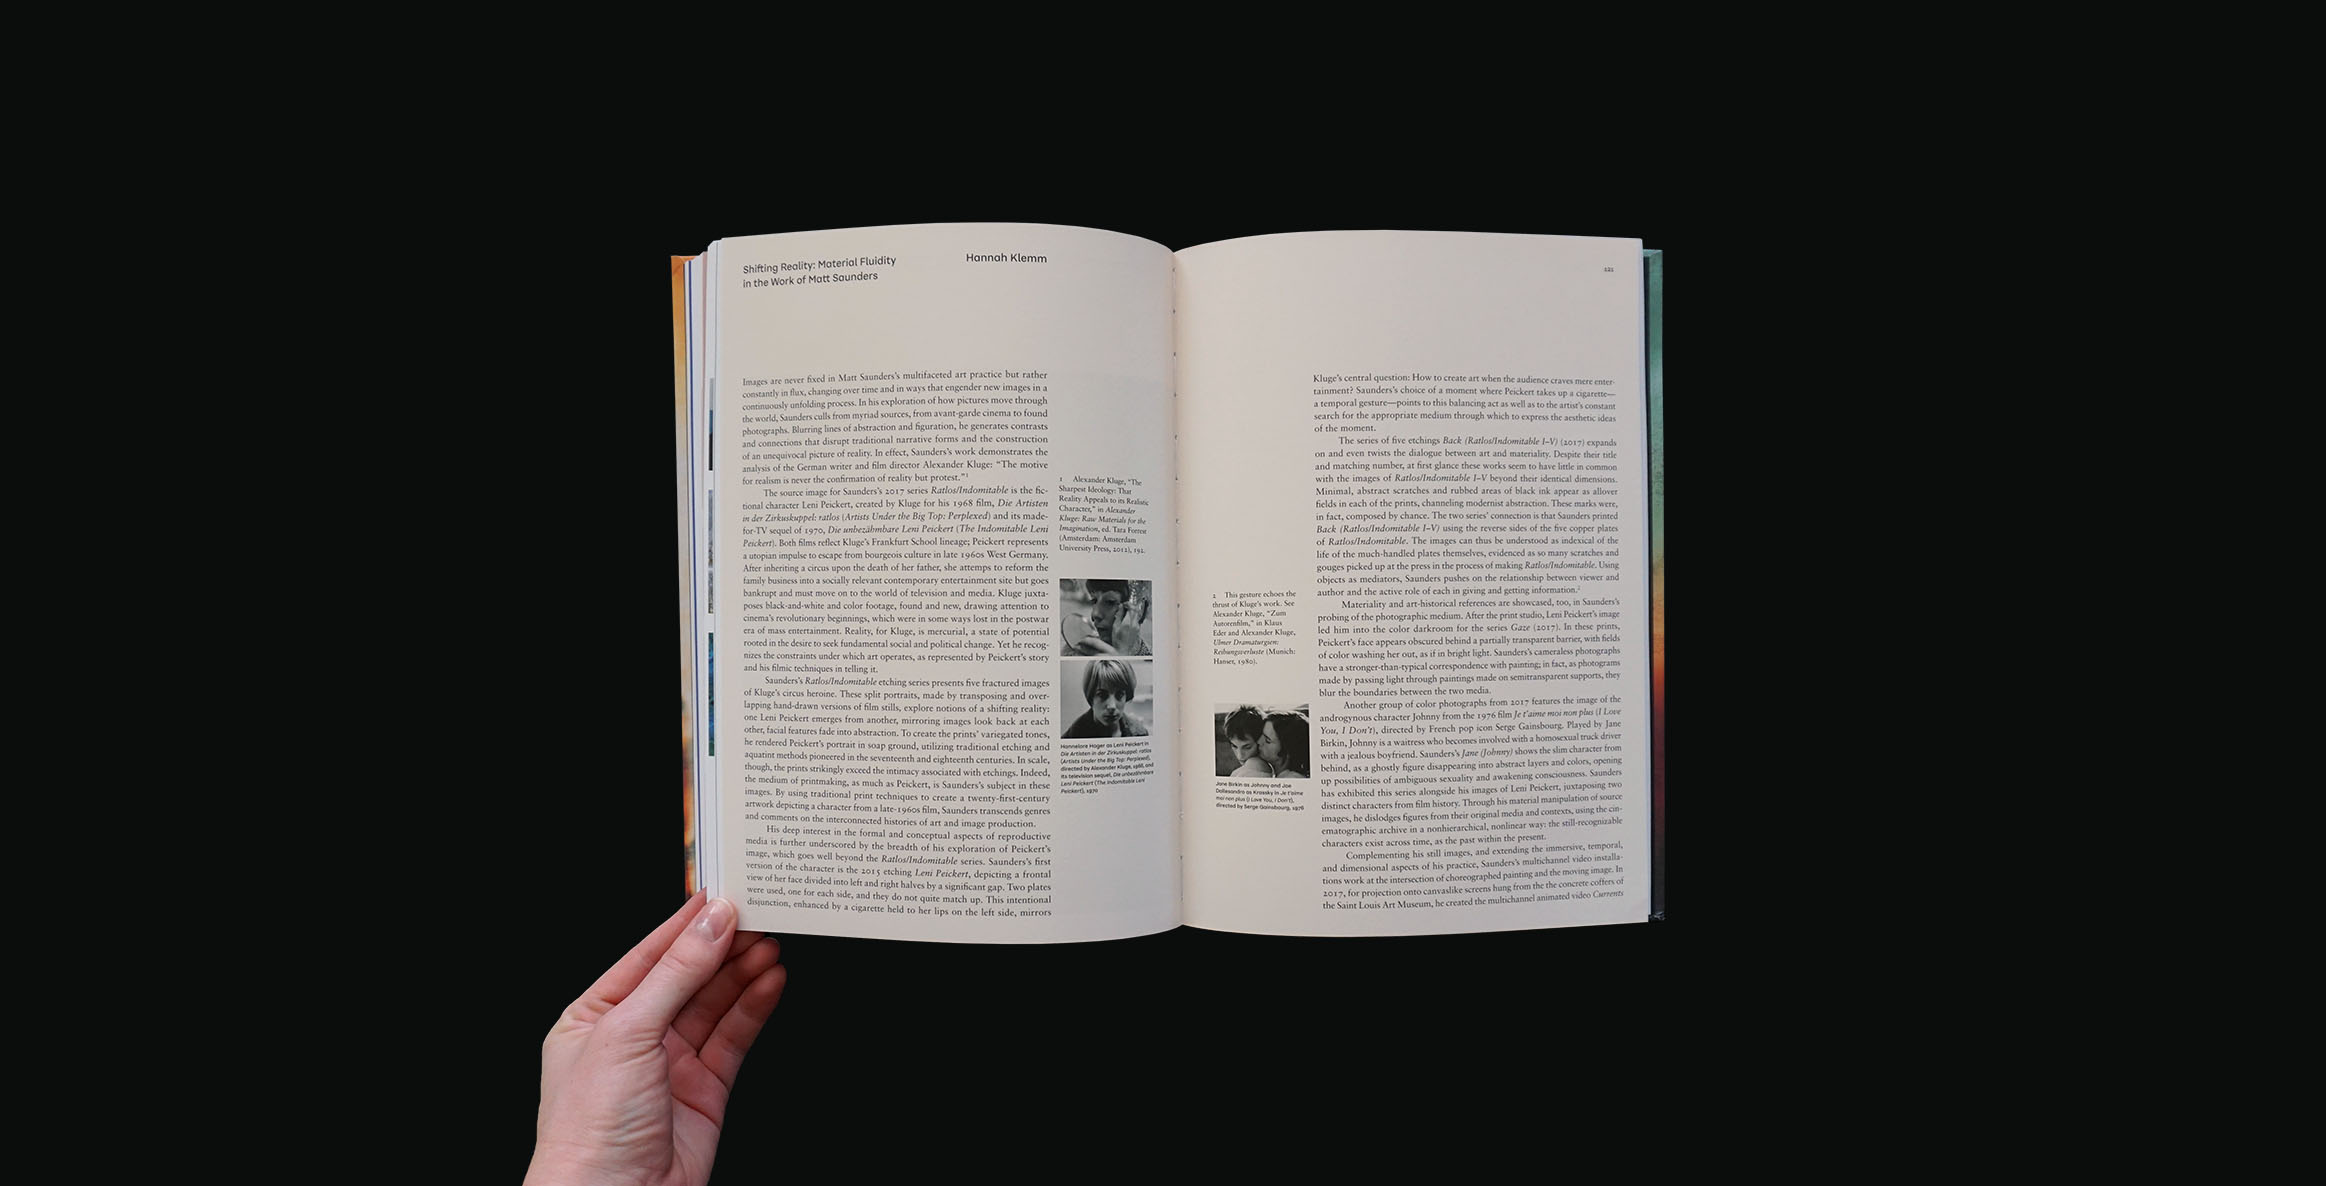 Shifting Reality: Material Fluidity
in the Work of Matt Saunders
Hannah Klemm
Images are never fixed in Matt Saunders's multifaceted art practice but rather
constantly in flux, changing over time and in ways that engender new images in a
continuously unfolding process. In his exploration of how pictures move through
the world, Saunders culls from myriad sources, from avant-garde cinema to found
photographs. Blurring lines of abstraction and figuration, he generates contrasts
and connections that disrupt traditional narrative forms and the construction
of an unequivocal picture of reality. In effect, Saunders's work demonstrates the
analysis of the German writer and film director Alexander Kluge: “The motive
for realism is never the confirmation of reality but protest.”1
The source image for Saunders's 2017 series Ratlos/Indomitable is the fic-
tional character Leni Peickert, created by Kluge for his 1968 film, Die Artisten
in der Zirkuskuppel: ratlos (Artists Under the Big Top: Perplexed) and its made-
for-TV sequel of 1970, Die unbezähmbare Leni Peickert (The Indomitable Leni
Peickert). Both films reflect Kluge's Frankfurt School lineage; Peickert represents
a utopian impulse to escape from bourgeois culture in late 1960s West Germany.
After inheriting a circus upon the death of her father, she attemps to reform the
family business into a socially relevant contemporary entertainment site but goes
bankrupt and must move on to the world of television and media. Kluge juxta-
poses black-and-white and color footage, found and new, drawing attention to
cinema's revolutionary beginnings, which were in some ways lost in the postwar
era of mass entertainment. Reality, for Kluge, is mercurial, a state of potential
rooted in the desire to seek fundamental social and political change. Yet he recog-
nizes the constraints under which art operates, as represented by Peickert's story
and his filmic techniques in telling it.
Saunders's Ratlos/Indomitable etching series presents five fractured images
of Kluge's circus heroine. These split portraits, made by transposing and over-
lapping hand-drawn versions of film stills, explore notions of a shifting reality:
one Leni Peickert emerges from another, mirroring images look back at each
other, facial features fade into abstraction. To create the prints' variegated tones,
he rendered Peickert's portrait in soap ground, utilizing traditional etching and
aquatint methods pioneered in the seventeenth and eighteenth centuries. In scale,
though, the prints strikingly exceed the intimacy associated with etchings. Indeed,
the medium of printmaking, as much as Peickert, is Saunders's subject in these
images. By using traditional print techniques to create a twenty-first-century
artwork depicting a character from a late-1960s film, Saunders transcends genres
and comments on the interconnected histories of art and image production.
His deep interest in the formal and conceptual aspects of reproductive
media is further underscored by the breadth of his exploration of Peickert's
image, which goes well beyond the Ratlos/Indomitable series. Saunders's first
version of the character is the 2015 etching Leni Peickert, depicting a frontal
view of her face divided into left and right halves by a significant gap. Two plates
were used, one for each side, and they do not quite match up. This intentional
disjunction, enhanced by a cigarette held to her lips on the left side, mirrors
1 Alexander Kluge, “The
Sharpest Ideology: That
Reality Appeals to its Realistic
Character,” in Alexander
Kluge: Raw Materials for the
Imagination, ed. Tara Forrest
(Amsterdam: Amsterdam
University Press, 2012), 192.
Hannelore Hoger as Leni Peickert in
Die Artisten in der Zirkuskuppel: ratlos
(Artists Under the Big Top: Perplexed),
directed by Alexander Kluge, 1968, and
its television sequel, Die unbezähmbare
Leni Peickert (The Indomitable Leni
Peickert), 1970
2 This gesture echoes the
thrust of Kluge's work. See
Alexander Kluge, “Zum
Autorenfilm,” in Klaus
Eder and Alexander Kluge,
Ulmer Dramaturgien:
Reibungsverluste (Munich:
Hanser, 1980).
Jane Birkin as Johnny and Joe
Dallesandro as Krassky in Je t'aime
moi non plus (I Love You, I Don't),
directed by Serge Gainsbourg, 1976
121
Kluge's central question: How to create art when the audience craves mere enter-
tainment? Saunders's choice of a moment where Peickert takes up a cigarette—
a temporal gesture—points to this balancing act as well as to the artist's constant
search for the appropriate medium through which to express the aesthetic ideas
of the moment.
The series of five etchings Back (Ratlos/Indomitable I–V) (2017) expands
on and even twists the dialogue between art and materiality. Despite their title
and matching number, at first glance these works seem to have little in common
with the images of Ratlos/Indomitable I–V beyond their identical dimensions.
Minimal, abstract scratches and rubbed areas of black ink appear as allover
fields in each of the prints, channeling modernist abstraction. These marks were,
in fact, composed by chance. The two series' connection is that Saunders printed
Back (Ratlos/Indomitable I–V) using the reverse sides of the five copper plates
of Ratlos/Indomitable. The images can thus be understood as indexical of the
life of the much-handled plates themselves, evidenced as so many scratches and
gouges picked up at the press in the process of making Ratlos/Indomitable. Using
objects as mediators, Saunders pushes on the relationship between viewer and
author and the active role of each in giving and getting information.2
Materiality and art-historical references are showcased, too, in Saunders's
probing of the photographic medium. After the print studio, Leni Peickert's image
led him into the color darkroom for the series Gaze (2017). In these prints,
Peickert's face appears obscured behind a partially transparent barrier, with fields
of color washing her out, as if in bright light. Saunders's cameraless photographs
have a stronger-than-typical correspondence with painting; in fact, as photograms
made by passing light through paintings made on semitransparent supports, they
blur the boundaries between the two media.
Another group of color photographs from 2017 features the image of the
androgynous character Johnny from the 1976 film Je t'aime moi non plus (I Love
You, I Don't), directed by French pop icon Serge Gainsbourg. Played by Jane
Birkin, Johnny is a waitress who becomes involved with a homosexual truck driver
with a jealous boyfriend. Saunders's Jane (Johnny) shows the slim character from
behind, as a ghostly figure disappearing into abstract layers and colors, opening
up possibilities of ambiguous sexuality and awakening consciousness. Saunders
has exhibited this series alongside his images of Leni Peickert, juxtaposing two
distinct characters from film history. Through his material manipulation of source
images, he dislodges figures from their original media and contexts, using the cin-
ematographic archive in a nonhierarchical, nonlinear way: the still-recognizable
characters exist across time, as the past within the present.
Complementing his still images, and extending the immersive, temporal,
and dimensional aspects of his practice, Saunders's multichannel video installa-
tions work at the intersection of choreographed painting and the moving image. In
2017, for projection onto canvaslike screens hung from the the concrete coffers of
the Saint Louis Art Museum, he created the multichannel animated video Currents